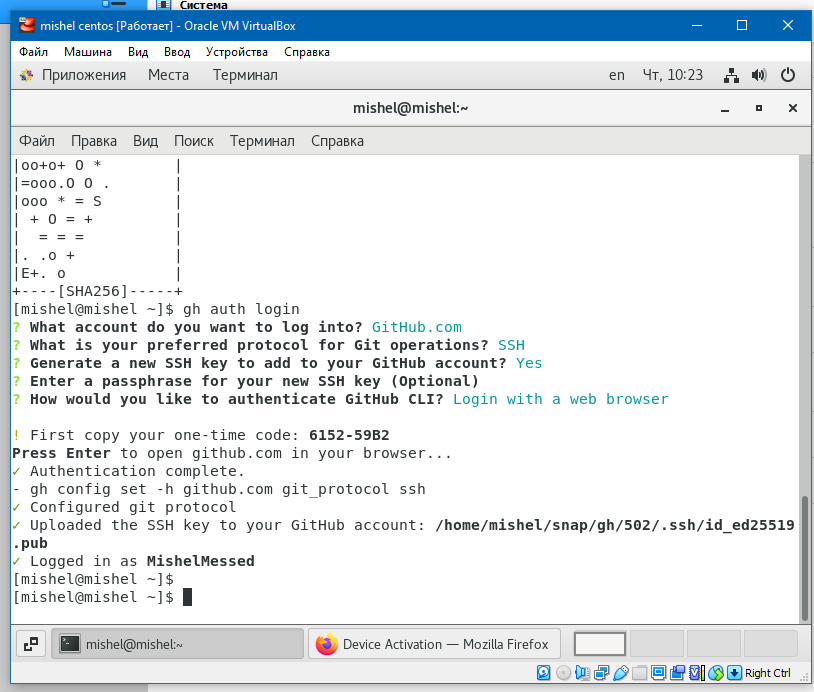 Система
mishel centos [Работает] - Oracle VM VirtualBox
Файл Машина Вид Ввод Устройства Справка
Приложения Места Терминал en Чт, 10:23
mishel@mishel:~
Файл Правка Вид Поиск Терминал Справка
|oo+o+ O *        |
|=ooo.O O .       |
|ooo * = S        |
| + O = +         |
|  = = =          |
|. .o +           |
|E+. o            |
+----[SHA256]-----+
[mishel@mishel ~]$ gh auth login
? What account do you want to log into? GitHub.com
? What is your preferred protocol for Git operations? SSH
? Generate a new SSH key to add to your GitHub account? Yes
? Enter a passphrase for your new SSH key (Optional)
? How would you like to authenticate GitHub CLI? Login with a web browser
! First copy your one-time code: 6152-59B2
Press Enter to open github.com in your browser...
✓ Authentication complete.
- gh config set -h github.com git_protocol ssh
✓ Configured git protocol
✓ Uploaded the SSH key to your GitHub account: /home/mishel/snap/gh/502/.ssh/id_ed25519
.pub
✓ Logged in as MishelMessed
[mishel@mishel ~]$
[mishel@mishel ~]$
mishel@mishel:~ Device Activation — Mozilla Firefox
Right Ctrl